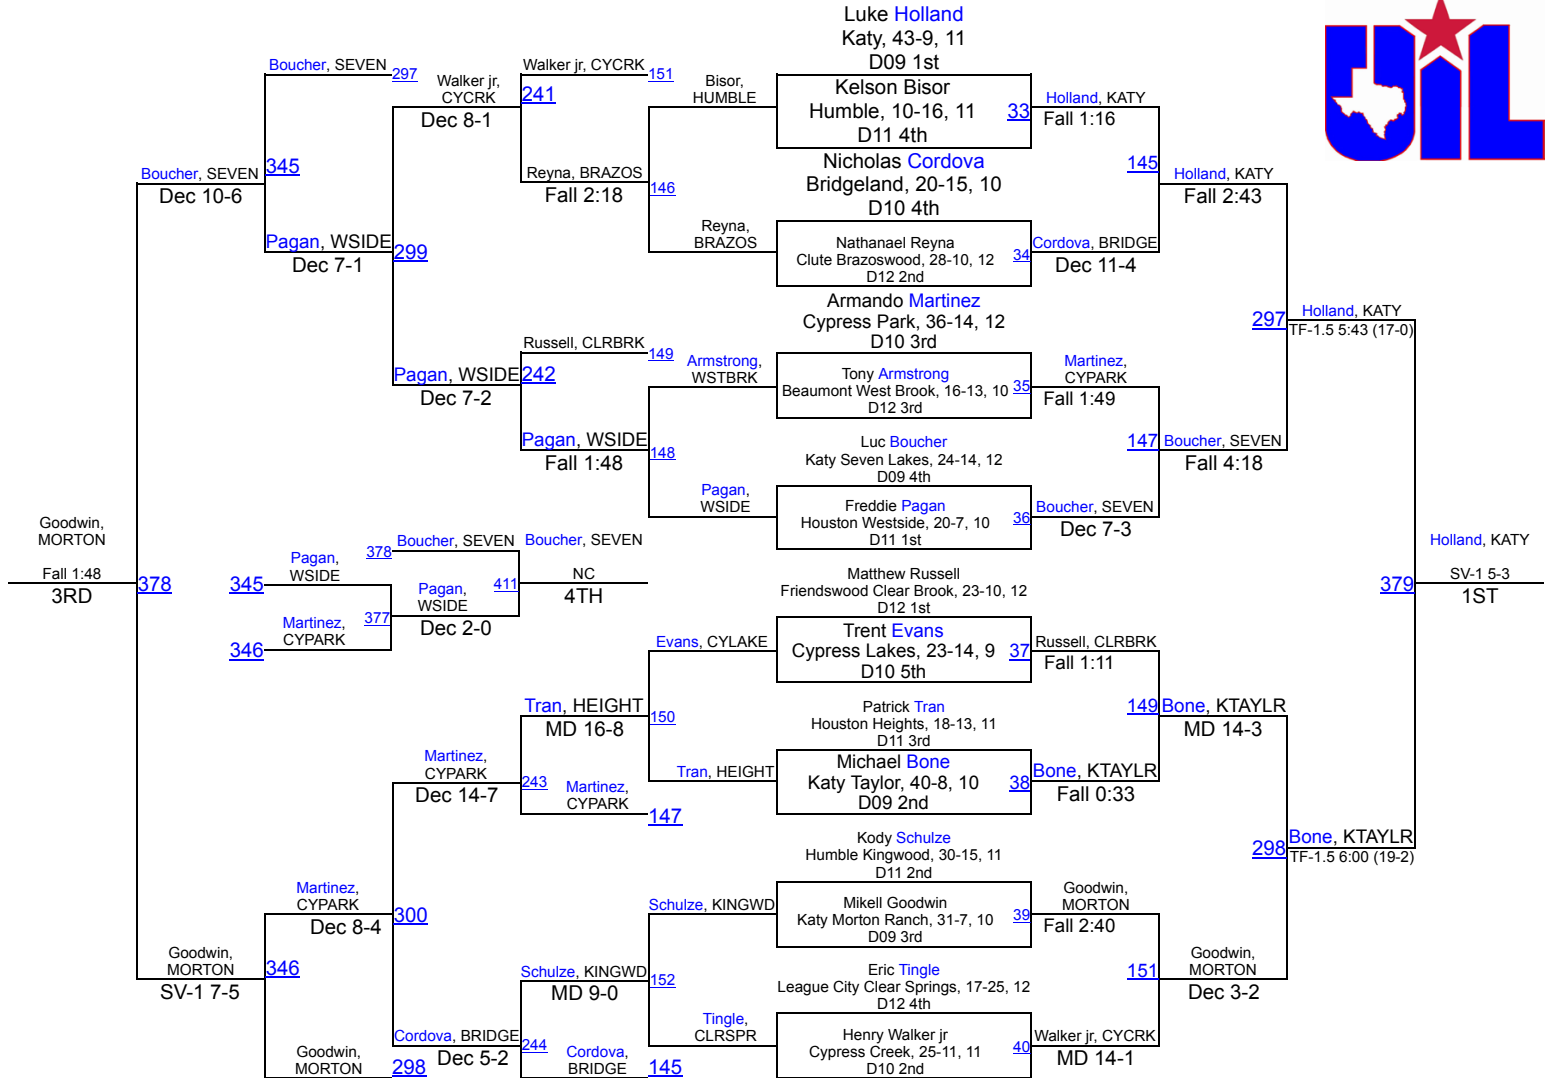 Luke Holland
Katy, 43-9, 11
D09 1st
Kelson Bisor
Humble, 10-16, 11
D11 4th
Nicholas Cordova
Bridgeland, 20-15, 10
D10 4th
Nathanael Reyna
Clute Brazoswood, 28-10, 12
D12 2nd
Armando Martinez
Cypress Park, 36-14, 12
D10 3rd
Tony Armstrong
Beaumont West Brook, 16-13, 10
D12 3rd
Luc Boucher
Katy Seven Lakes, 24-14, 12
D09 4th
Freddie Pagan
Houston Westside, 20-7, 10
D11 1st
Matthew Russell
Friendswood Clear Brook, 23-10, 12
D12 1st
Trent Evans
Cypress Lakes, 23-14, 9
D10 5th
Patrick Tran
Houston Heights, 18-13, 11
D11 3rd
Michael Bone
Katy Taylor, 40-8, 10
D09 2nd
Kody Schulze
Humble Kingwood, 30-15, 11
D11 2nd
Mikell Goodwin
Katy Morton Ranch, 31-7, 10
D09 3rd
Eric Tingle
League City Clear Springs, 17-25, 12
D12 4th
Henry Walker jr
Cypress Creek, 25-11, 11
D10 2nd
33
Holland, KATY
Fall 1:16
34
Cordova, BRIDGE
Dec 11-4
35
Martinez,
CYPARK
Fall 1:49
36
Boucher, SEVEN
Dec 7-3
37
Russell, CLRBRK
Fall 1:11
38
Bone, KTAYLR
Fall 0:33
39
Goodwin,
MORTON
Fall 2:40
40
Walker jr, CYCRK
MD 14-1
145
Holland, KATY
Fall 2:43
147
Boucher, SEVEN
Fall 4:18
149
Bone, KTAYLR
MD 14-3
151
Goodwin,
MORTON
Dec 3-2
297
Holland, KATY
TF-1.5 5:43 (17-0)
298
Bone, KTAYLR
TF-1.5 6:00 (19-2)
379
Holland, KATY
SV-1 5-3
1ST
UIL
Bisor,
HUMBLE
Reyna,
BRAZOS
146
Armstrong,
WSTBRK
Pagan,
WSIDE
148
Evans, CYLAKE
Tran, HEIGHT
150
Schulze, KINGWD
Tingle,
CLRSPR
152
Walker jr, CYCRK
151
241
Reyna, BRAZOS
Fall 2:18
Russell, CLRBRK
149
242
Pagan, WSIDE
Fall 1:48
Tran, HEIGHT
MD 16-8
243
Martinez,
CYPARK
147
Schulze, KINGWD
MD 9-0
244
Cordova,
BRIDGE
145
Walker jr,
CYCRK
Dec 8-1
299
Pagan, WSIDE
Dec 7-2
Martinez,
CYPARK
Dec 14-7
300
Cordova, BRIDGE
Dec 5-2
Boucher, SEVEN
297
345
Pagan, WSIDE
Dec 7-1
Martinez,
CYPARK
Dec 8-4
346
Goodwin,
MORTON
298
Boucher, SEVEN
Dec 10-6
Goodwin,
MORTON
SV-1 7-5
378
Goodwin,
MORTON
Fall 1:48
3RD
345
Pagan,
WSIDE
346
Martinez,
CYPARK
377
378
Boucher, SEVEN
Pagan,
WSIDE
Dec 2-0
411
Boucher, SEVEN
NC
4TH